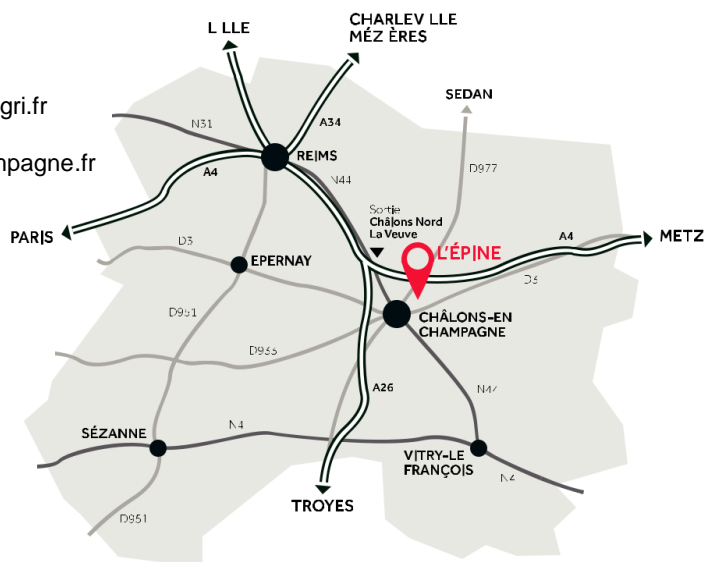 L LLE
CHARLEV LLE
MÉZ ÈRES
gri.fr
SEDAN
N31
A34
npagne.fr
REIMS
A4
N44
D977
Sortie
Châlons Nord
La Veuve
PARIS
D3
A4
METZ
L'ÉPINE
EPERNAY
D3
D951
CHÂLONS-EN
CHAMPAGNE
D933
A26
N44
SÉZANNE
N4
VITRY-LE
FRANÇOIS
N4
TROYES
D951